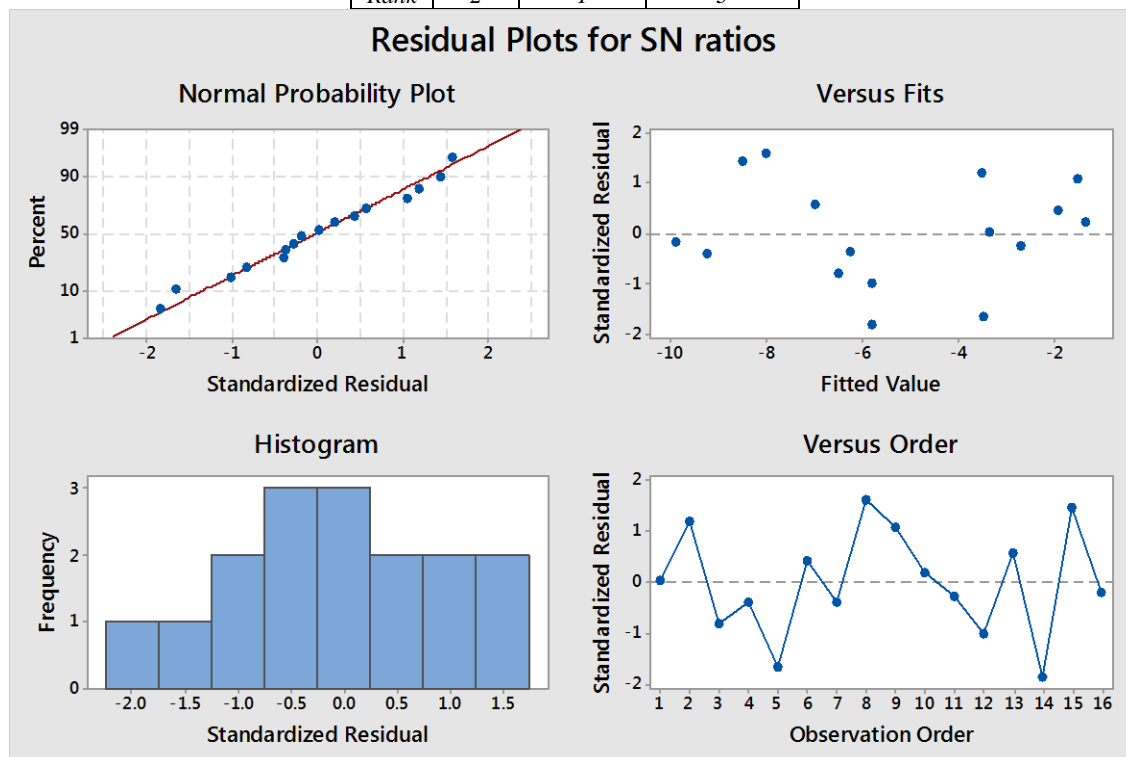 Rank 2 1 3
Residual Plots for SN ratios
Normal Probability Plot
99
90
50
10
1
Percent
-2 -1 0 1 2
Standardized Residual
Versus Fits
2
1
0
-1
-2
Standardized Residual
-10 -8 -6 -4 -2
Fitted Value
Histogram
3
2
1
0
Frequency
-2.0 -1.5 -1.0 -0.5 0.0 0.5 1.0 1.5
Standardized Residual
Versus Order
2
1
0
-1
-2
Standardized Residual
1 2 3 4 5 6 7 8 9 10 11 12 13 14 15 16
Observation Order